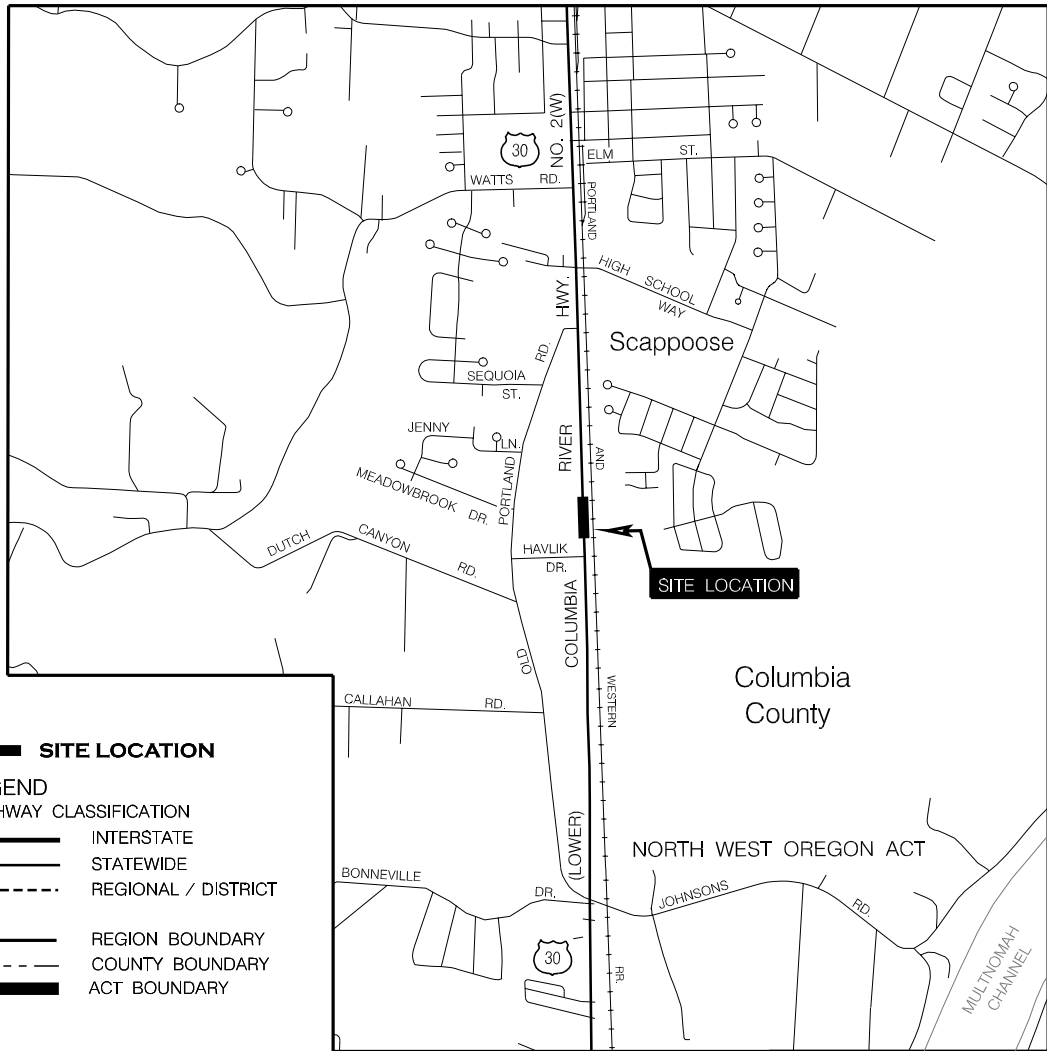 NO. 2(W)
30
ELM ST.
WATTS RD.
PORTLAND
HIGH SCHOOL
WAY
HWY.
Scappoose
RD.
SEQUOIA
ST.
JENNY
LN.
RIVER
AND
MEADOWBROOK DR.
PORTLAND
DUTCH CANYON RD.
HAVLIK
DR.
SITE LOCATION
COLUMBIA
OLD
WESTERN
Columbia
County
CALLAHAN RD.
SITE LOCATION
GEND
HWAY CLASSIFICATION
INTERSTATE
STATEWIDE
REGIONAL / DISTRICT
REGION BOUNDARY
COUNTY BOUNDARY
ACT BOUNDARY
(LOWER)
NORTH WEST OREGON ACT
BONNEVILLE DR.
JOHNSONS RD.
30
RR.
MULTNOMAH
CHANNEL